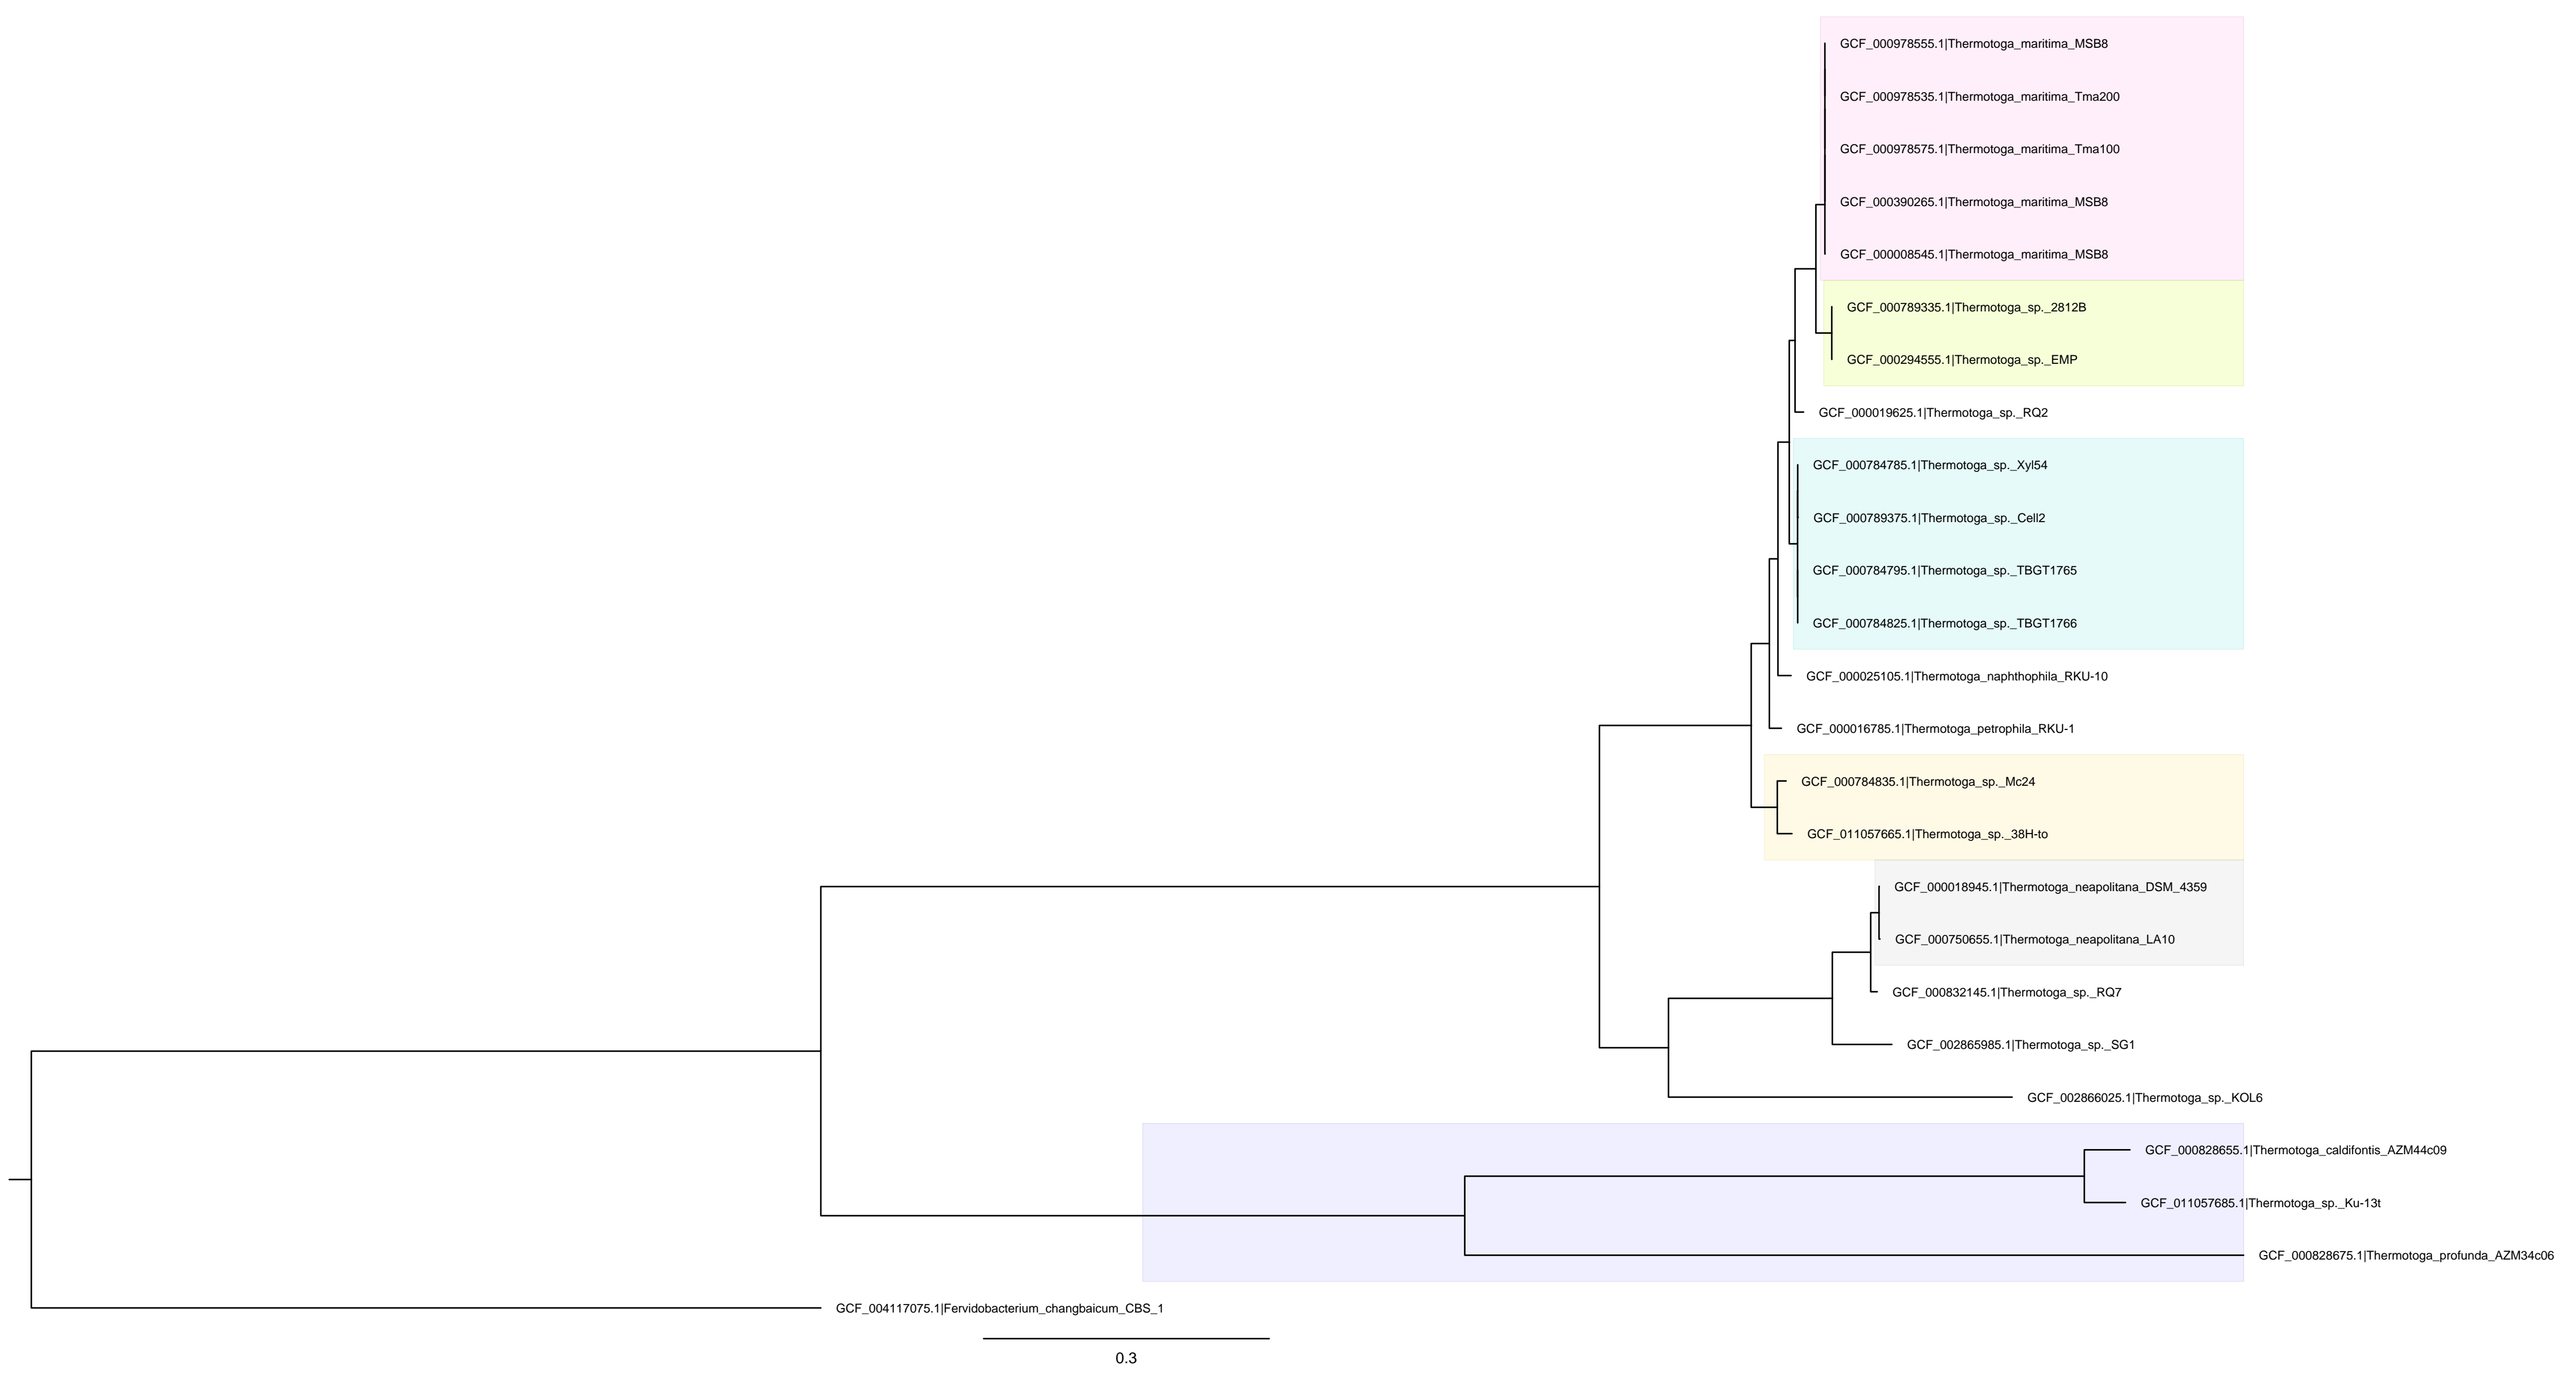 GCF_000978555.1|Thermotoga_maritima_MSB8
GCF_000978535.1|Thermotoga_maritima_Tma200
GCF_000978575.1|Thermotoga_maritima_Tma100
GCF_000390265.1|Thermotoga_maritima_MSB8
GCF_000008545.1|Thermotoga_maritima_MSB8
GCF_000789335.1|Thermotoga_sp._2812B
GCF_000294555.1|Thermotoga_sp._EMP
GCF_000019625.1|Thermotoga_sp._RQ2
GCF_000784785.1|Thermotoga_sp._Xyl54
GCF_000789375.1|Thermotoga_sp._Cell2
GCF_000784795.1|Thermotoga_sp._TBGT1765
GCF_000784825.1|Thermotoga_sp._TBGT1766
GCF_000025105.1|Thermotoga_naphthophila_RKU-10
GCF_000016785.1|Thermotoga_petrophila_RKU-1
GCF_000784835.1|Thermotoga_sp._Mc24
GCF_011057665.1|Thermotoga_sp._38H-to
GCF_000018945.1|Thermotoga_neapolitana_DSM_4359
GCF_000750655.1|Thermotoga_neapolitana_LA10
GCF_000832145.1|Thermotoga_sp._RQ7
GCF_002865985.1|Thermotoga_sp._SG1
GCF_002866025.1|Thermotoga_sp._KOL6
GCF_000828655.1|Thermotoga_caldifontis_AZM44c09
GCF_011057685.1|Thermotoga_sp._Ku-13t
GCF_000828675.1|Thermotoga_profunda_AZM34c06
GCF_004117075.1|Fervidobacterium_changbaicum_CBS_1
0.3